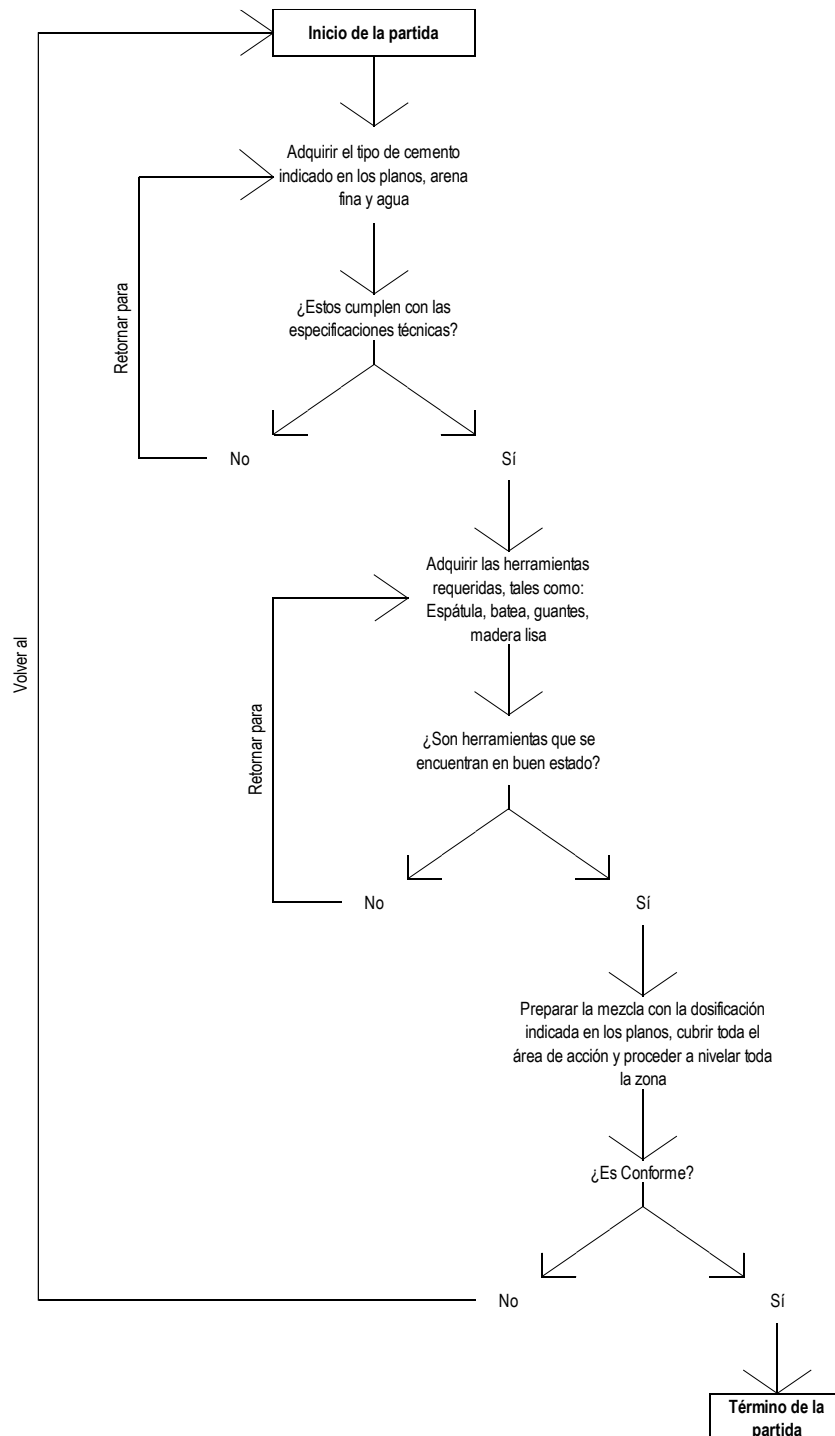 Inicio de la partida
Adquirir el tipo de cemento
indicado en los planos, arena
fina y agua
Retornar para
¿Estos cumplen con las
especificaciones técnicas?
No
Sí
Adquirir las herramientas
requeridas, tales como:
Espátula, batea, guantes,
madera lisa
Volver al
Retornar para
¿Son herramientas que se
encuentran en buen estado?
No
Sí
Preparar la mezcla con la dosificación
indicada en los planos, cubrir toda el
área de acción y proceder a nivelar toda
la zona
¿Es Conforme?
No
Sí
Término de la
partida